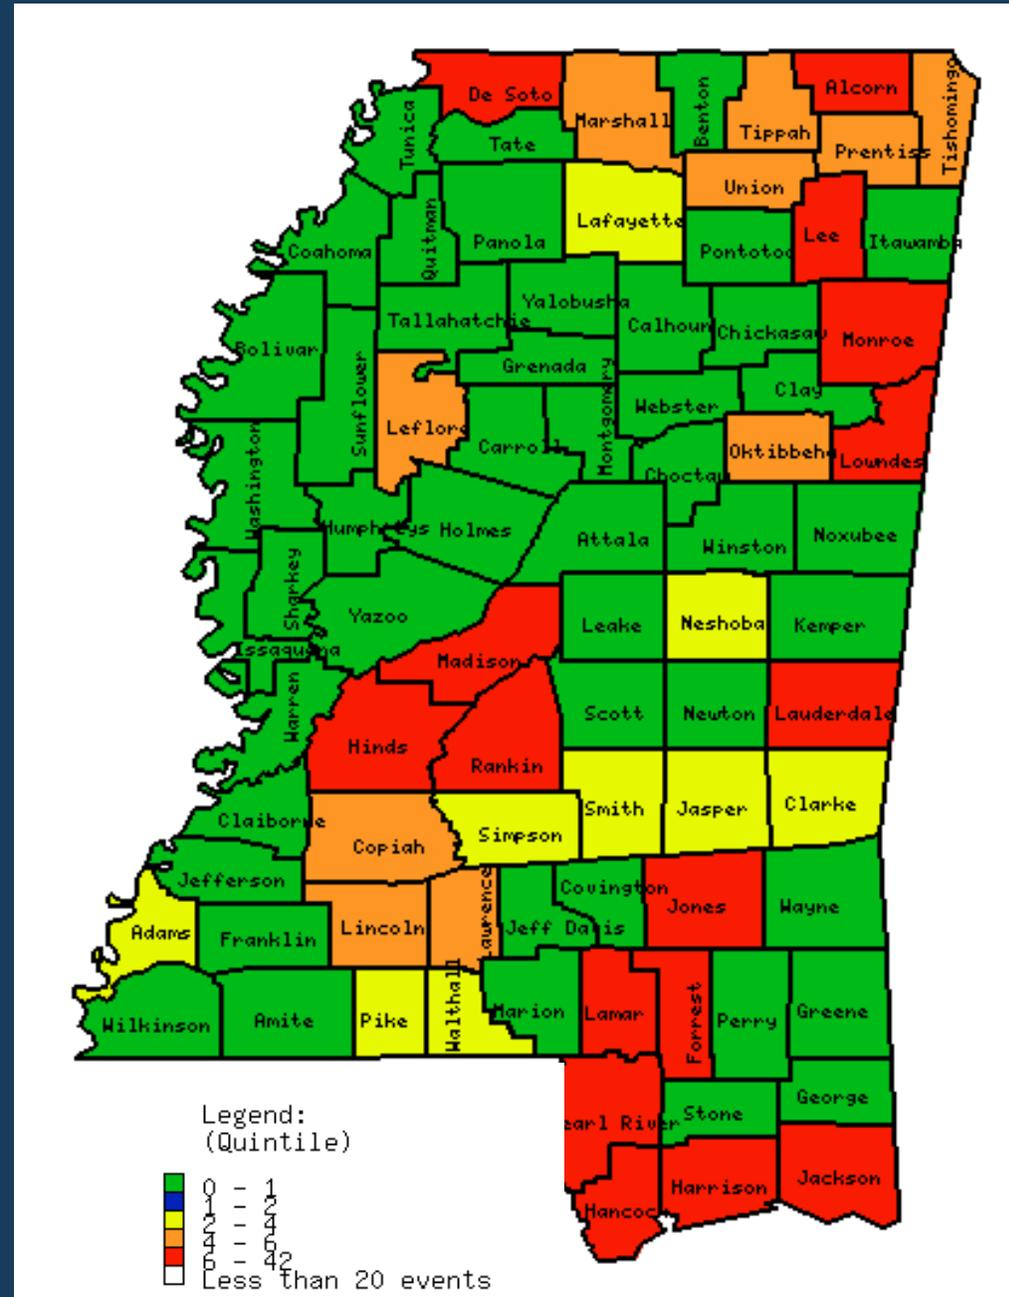 De Soto
Marshall
Benton
Tippah
Alcorn
Tishomingo
Tunica
Tate
Prentiss
Union
Quitman
Panola
Lafayette
Pontotoc
Lee
Itawamba
Coahoma
Yalobusha
Tallahatchie
Calhoun
Chickasaw
Monroe
Bolivar
Sunflower
Grenada
Montgomery
Clay
Webster
Leflore
Carroll
Oktibbeha
Lowndes
Choctaw
Washington
Humphreys
Holmes
Attala
Winston
Noxubee
Sharkey
Yazoo
Leake
Neshoba
Kemper
Issaquena
Madison
Warren
Scott
Newton
Lauderdale
Hinds
Rankin
Claiborne
Copiah
Simpson
Smith
Jasper
Clarke
Jefferson
Covington
Lawrence
Jones
Wayne
Adams
Franklin
Lincoln
Jeff Davis
Wilkinson
Amite
Pike
Walthall
Marion
Lamar
Forrest
Perry
Greene
earl River
Stone
George
Hancoc
Harrison
Jackson
Legend:
(Quintile)
0 - 1
1 - 2
2 - 4
4 - 6
6 - 42
Less than 20 events